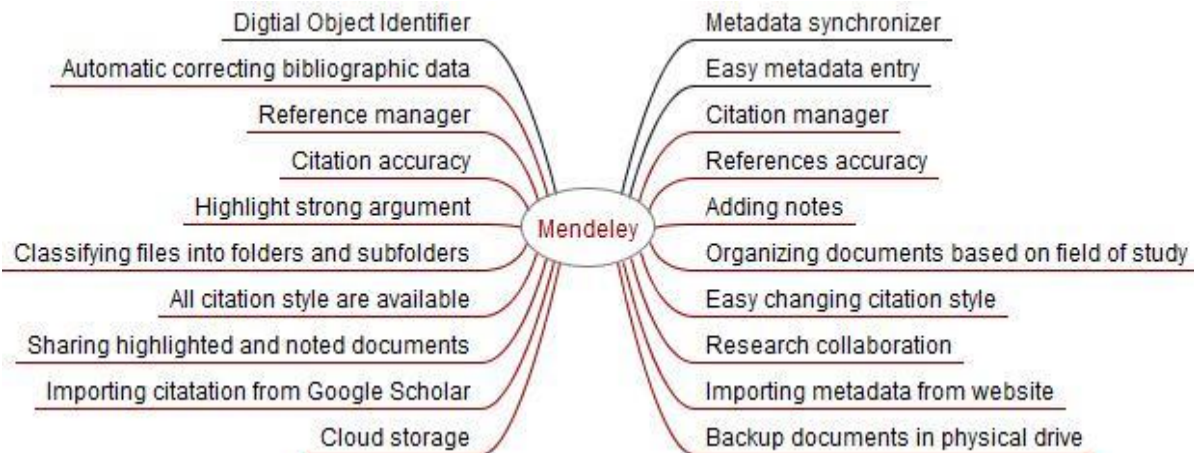 Digtial Object Identifier
Automatic correcting bibliographic data
Reference manager
Citation accuracy
Highlight strong argument
Classifying files into folders and subfolders
All citation style are available
Sharing highlighted and noted documents
Importing citatation from Google Scholar
Cloud storage
Mendeley
Metadata synchronizer
Easy metadata entry
Citation manager
References accuracy
Adding notes
Organizing documents based on field of study
Easy changing citation style
Research collaboration
Importing metadata from website
Backup documents in physical drive